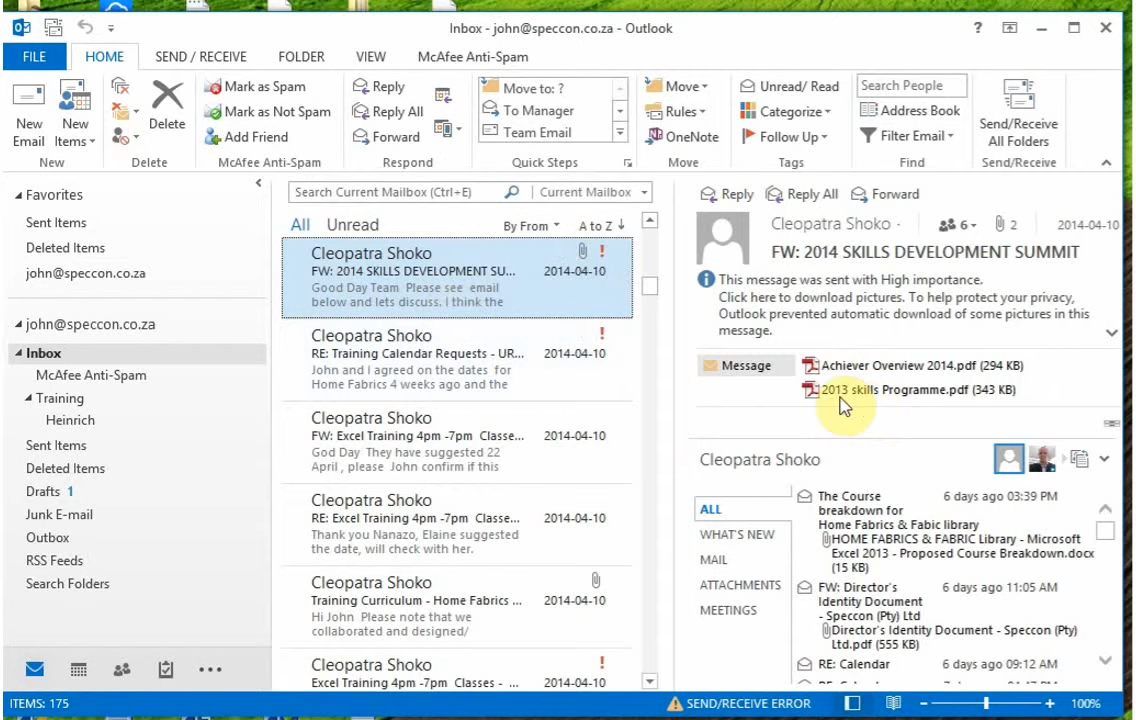 Inbox - john@speccon.co.za - Outlook
FILE HOME SEND / RECEIVE FOLDER VIEW McAfee Anti-Spam
New Email
New Items
Delete
Mark as Spam
Mark as Not Spam
Add Friend
Reply
Reply All
Forward
Move to: ?
To Manager
Team Email
Move
Rules
OneNote
Unread/ Read
Categorize
Follow Up
Search People
Address Book
Filter Email
Send/Receive
All Folders
New Delete McAfee Anti-Spam Respond Quick Steps Move Tags Find Send/Receive
Favorites
Sent Items
Deleted Items
john@speccon.co.za
john@speccon.co.za
Inbox
McAfee Anti-Spam
Training
Heinrich
Sent Items
Deleted Items
Drafts 1
Junk E-mail
Outbox
RSS Feeds
Search Folders
Search Current Mailbox (Ctrl+E) Current Mailbox
All Unread By From A to Z
Cleopatra Shoko !
FW: 2014 SKILLS DEVELOPMENT SU... 2014-04-10
Good Day Team Please see email
below and lets discuss. I think the
Cleopatra Shoko !
RE: Training Calendar Requests - UR... 2014-04-10
John and I agreed on the dates for
Home Fabrics 4 weeks ago and the
Cleopatra Shoko
FW: Excel Training 4pm -7pm Classe... 2014-04-10
God Day They have suggested 22
April , please John confirm if this
Cleopatra Shoko
RE: Excel Training 4pm -7pm Classe... 2014-04-10
Thank you Nanazo, Elaine suggested
the date, will check with her.
Cleopatra Shoko
Training Curriculum - Home Fabrics ... 2014-04-10
Hi John Please note that we
collaborated and designed/
Cleopatra Shoko !
Excel Training 4pm -7pm Classes - ... 2014-04-10
Reply Reply All Forward
Cleopatra Shoko 6 2 2014-04-10
FW: 2014 SKILLS DEVELOPMENT SUMMIT
This message was sent with High importance.
Click here to download pictures. To help protect your privacy,
Outlook prevented automatic download of some pictures in this
message.
Message Achiever Overview 2014.pdf (294 KB)
2013 skills Programme.pdf (343 KB)
Cleopatra Shoko
ALL
WHAT'S NEW
MAIL
ATTACHMENTS
MEETINGS
The Course 6 days ago 03:39 PM
breakdown for
Home Fabrics & Fabic library
HOME FABRICS & FABRIC Library - Microsoft
Excel 2013 - Proposed Course Breakdown.docx
(15 KB)
FW: Director's 6 days ago 11:05 AM
Identity Document
- Speccon (Pty) Ltd
Director's Identity Document - Speccon (Pty)
Ltd.pdf (555 KB)
RE: Calendar 6 days ago 09:12 AM
ITEMS: 175 SEND/RECEIVE ERROR 100%